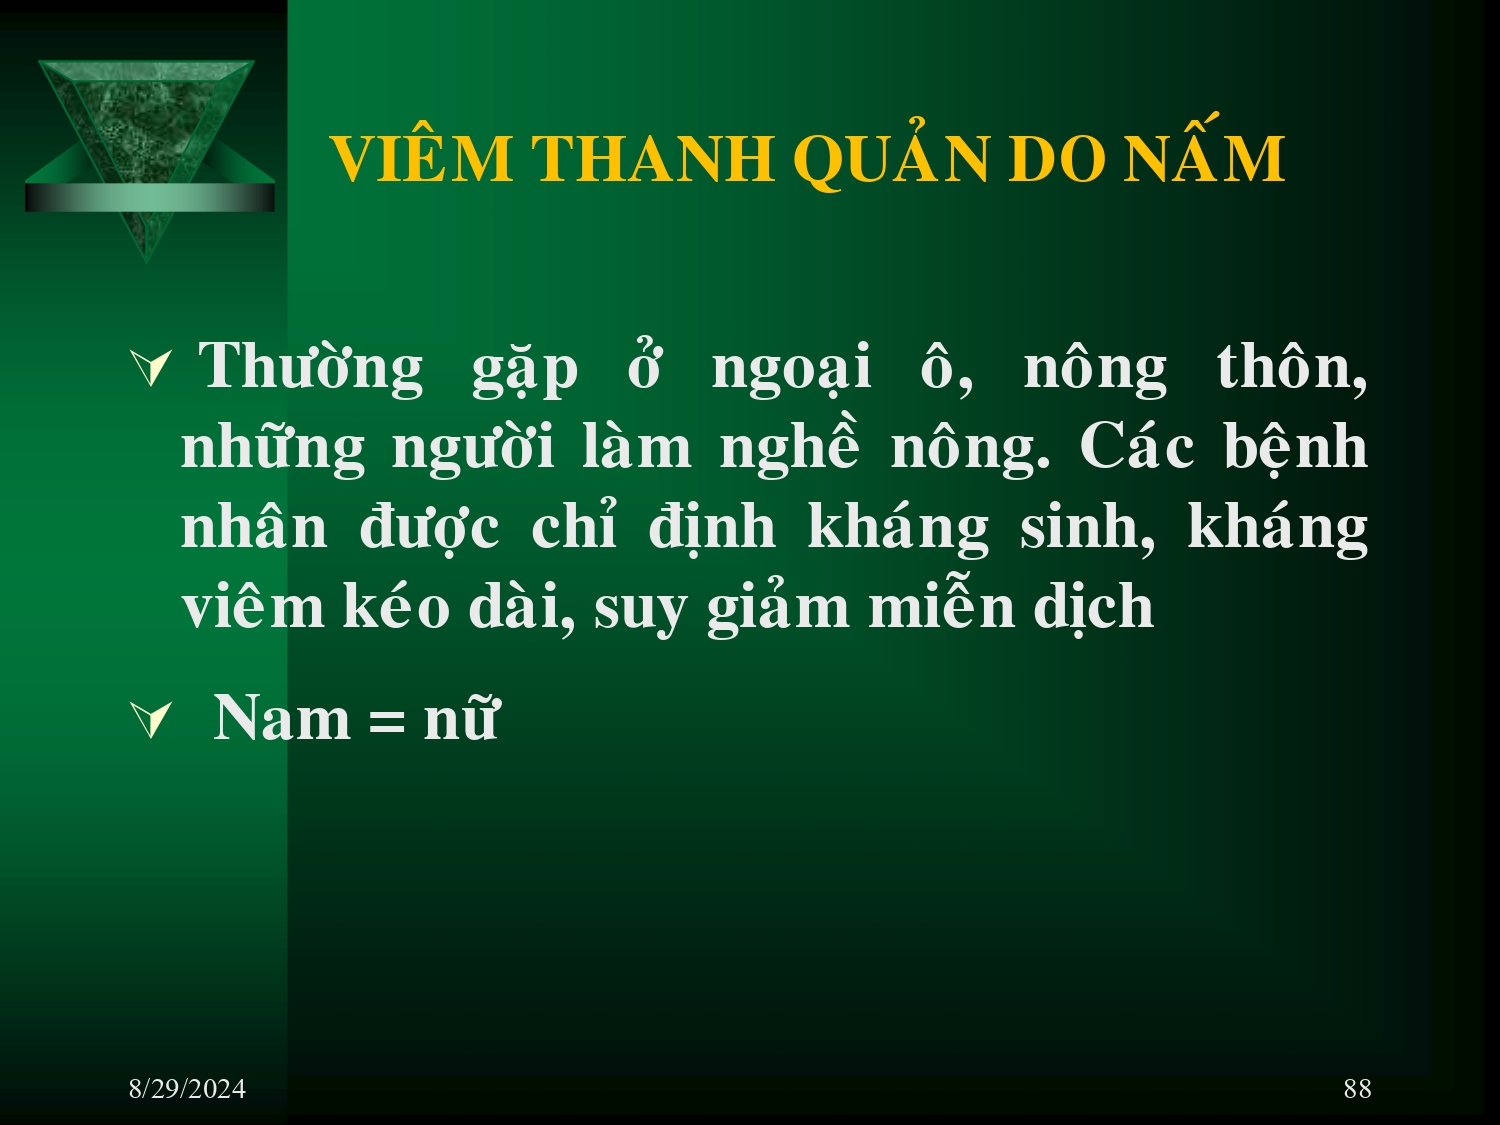 VIÊM THANH QUẢN DO NẤM
Thường gặp ở ngoại ô, nông thôn,
những người làm nghề nông. Các bệnh
nhân được chỉ định kháng sinh, kháng
viêm kéo dài, suy giảm miễn dịch
Nam = nữ
8/29/2024
88